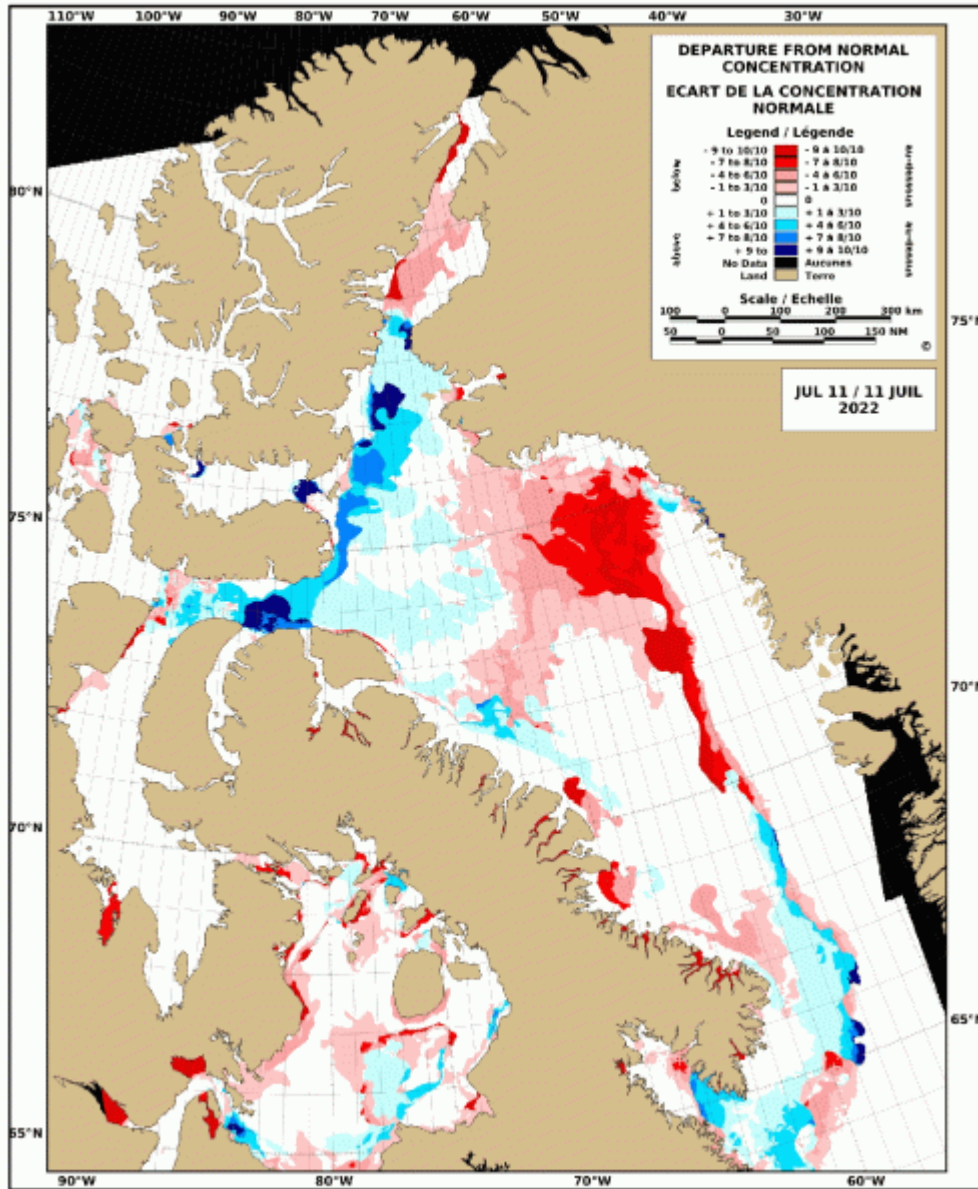 110°W 100°W 90°W 80°W 70°W 60°W 50°W 40°W 30°W
DEPARTURE FROM NORMAL
CONCENTRATION
ECART DE LA CONCENTRATION
NORMALE
Legend / Légende
- 9 to 10/10 - 9 à 10/10
- 7 to 8/10 - 7 à 8/10
- 4 to 6/10 - 4 à 6/10
- 1 to 3/10 - 1 à 3/10
0 0
+ 1 to 3/10 + 1 à 3/10
+ 4 to 6/10 + 4 à 6/10
+ 7 to 8/10 + 7 à 8/10
+ 9 to + 9 à 10/10
No Data Aucunes
Land Terre
below
above
Scale / Echelle
100 0 100 200 300 km
50 0 50 100 150 NM
©
JUL 11 / 11 JUIL
2022
80°N
75°N
75°N
70°N
70°N
65°N
65°N
90°W 80°W 70°W 60°W